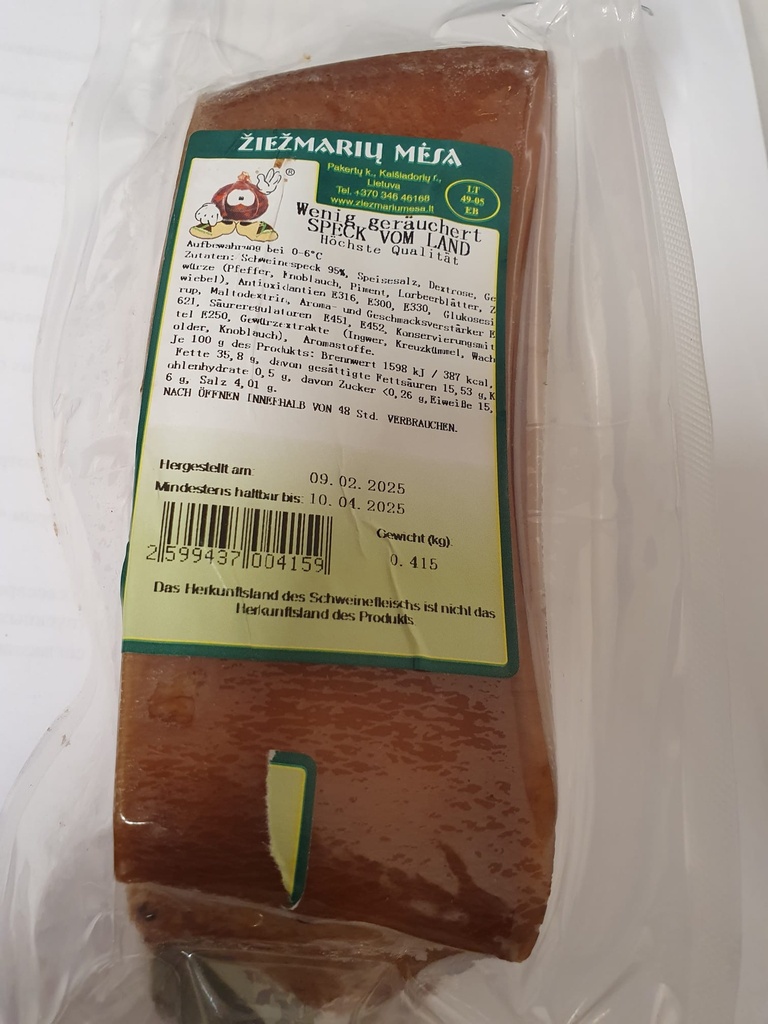 ŽIEŽMARIŲ MĖSA
®
Pakertų k., Kaišiadorių r.,
Lietuva
Tel. +370 346 46168
www.ziezmariumesa.lt
LT
49-05
EB
Wenig geräuchert
SPECK VOM LAND
Höchste Qualität
Aufbewahrung bei 0-6°C
Zutaten: Schweinespeck 95%, Speisesalz, Dextrose, Ge
würze (Pfeffer, Knoblauch, Piment, Lorbeerblätter, Z
wiebel), Antioxidantien E316, E300, E330, Glukosesi
rup, Maltodextrin, Aroma- und Geschmacksverstärker E
621, Säureregulatoren E451, E452, Konservierungsmit
tel E250, Gewürzextrakte (Ingwer, Kreuzkümmel, Wach
older, Knoblauch), Aromastoffe.
Je 100 g des Produkts: Brennwert 1598 kJ / 387 kcal,
Fette 35,8 g, davon gesättigte Fettsäuren 15,53 g,K
ohlenhydrate 0,5 g, davon Zucker <0,26 g,Eiweiße 15,
6 g, Salz 4,01 g.
NACH ÖFFNEN INNERHALB VON 48 Std. VERBRAUCHEN.
Hergestellt am: 09.02.2025
Mindestens haltbar bis: 10.04.2025
Gewicht (kg)
0.415
2 599437 004159
Das Herkunftsland des Schweinefleischs ist nicht das
Herkunftsland des Produkts